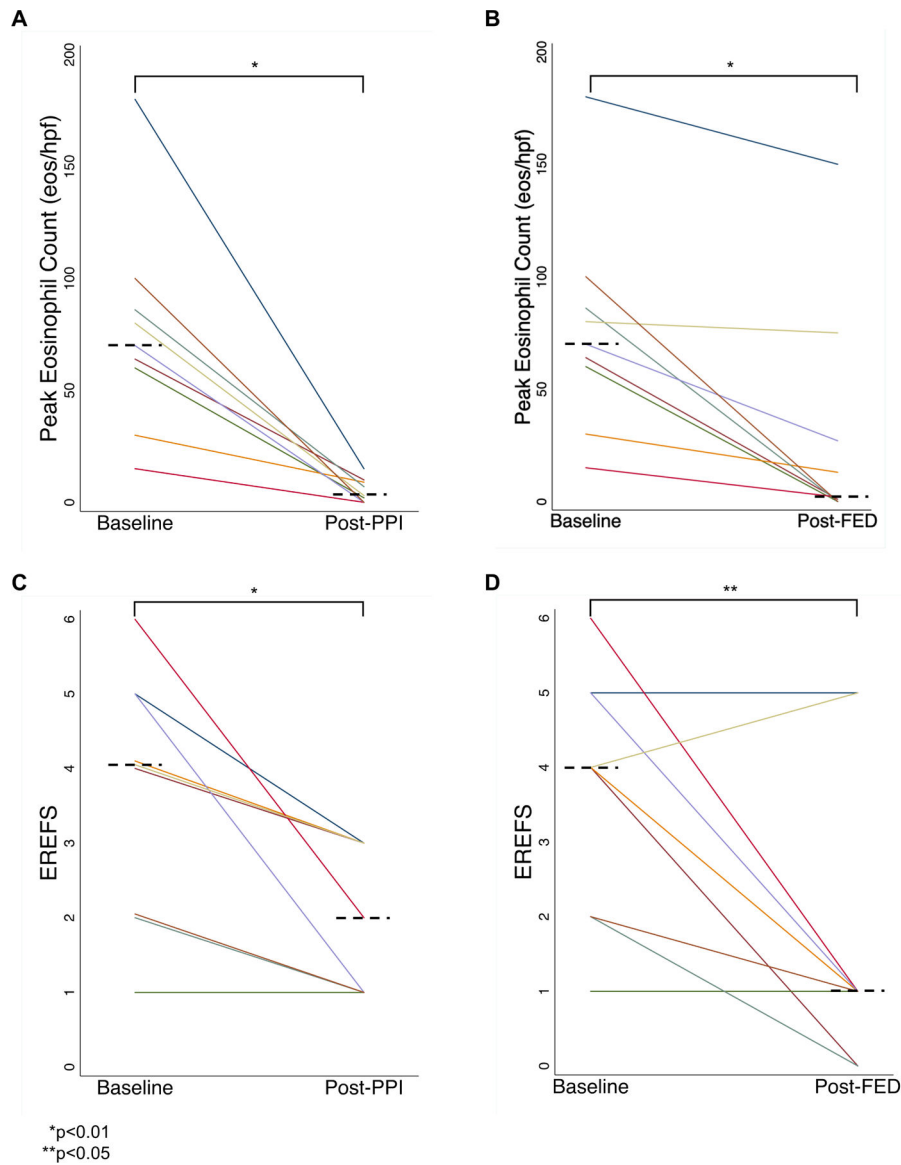 A
B
200
150
100
50
0
Peak Eosinophil Count (eos/hpf)
*
Baseline
Post-PPI
200
150
100
50
0
Peak Eosinophil Count (eos/hpf)
*
Baseline
Post-FED
C
D
6
5
4
3
2
1
0
EREFS
*
Baseline
Post-PPI
6
5
4
3
2
1
0
EREFS
**
Baseline
Post-FED
*p<0.01
**p<0.05